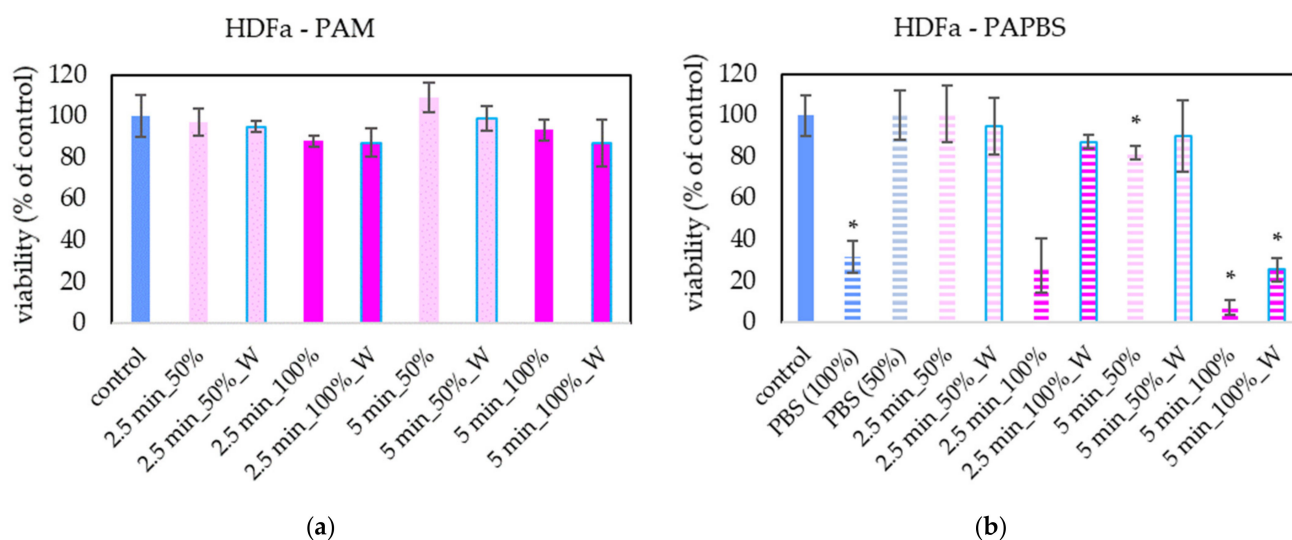 HDFa - PAM
viability (% of control)
120
100
80
60
40
20
0
control
2.5 min_50%
2.5 min_50%_W
2.5 min_100%
2.5 min_100%_W
5 min_50%
5 min_50%_W
5 min_100%
5 min_100%_W
(a)
HDFa - PAPBS
viability (% of control)
120
100
80
60
40
20
0
*
*
*
*
control
PBS (100%)
PBS (50%)
2.5 min_50%
2.5 min_50%_W
2.5 min_100%
2.5 min_100%_W
5 min_50%
5 min_50%_W
5 min_100%
5 min_100%_W
(b)